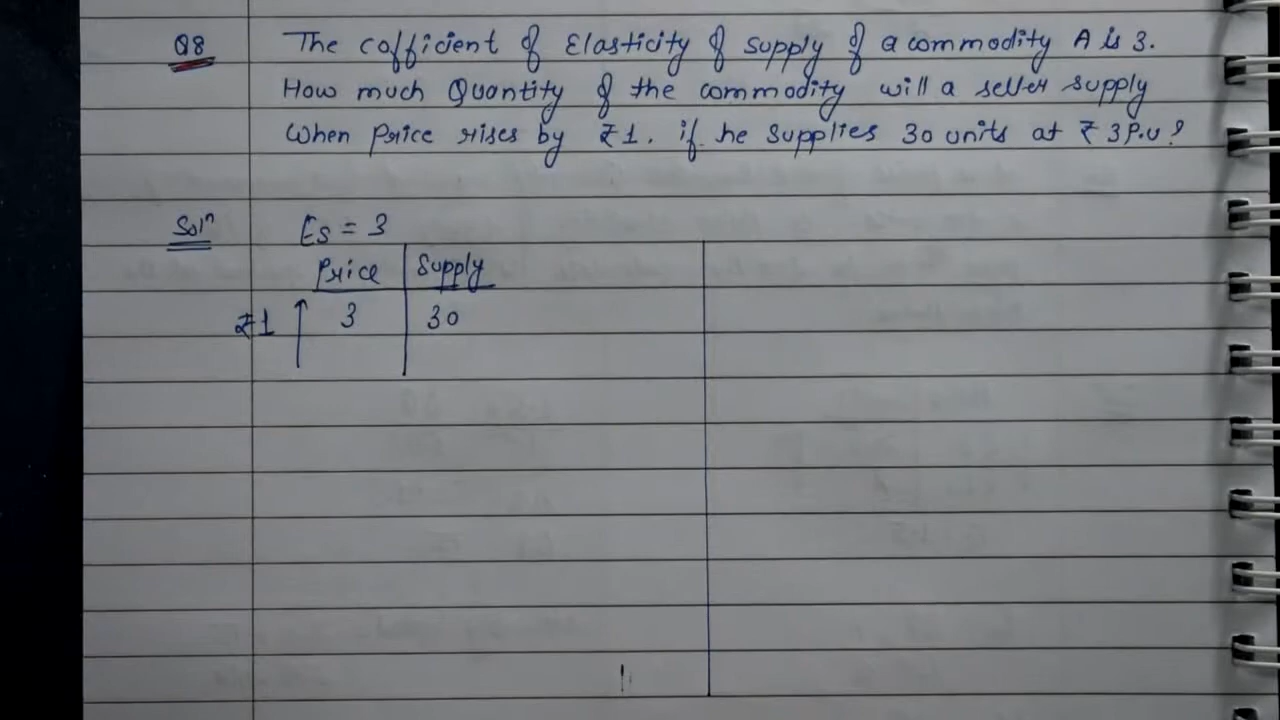 Q8 The cofficient of Elasticity of supply of a commodity A is 3.
How much Quantity of the commodity will a seller supply
When price rises by ₹1. if he supplies 30 units at ₹ 3 P.U?
Solⁿ Es = 3
Price Supply
₹1 ↑ 3 30